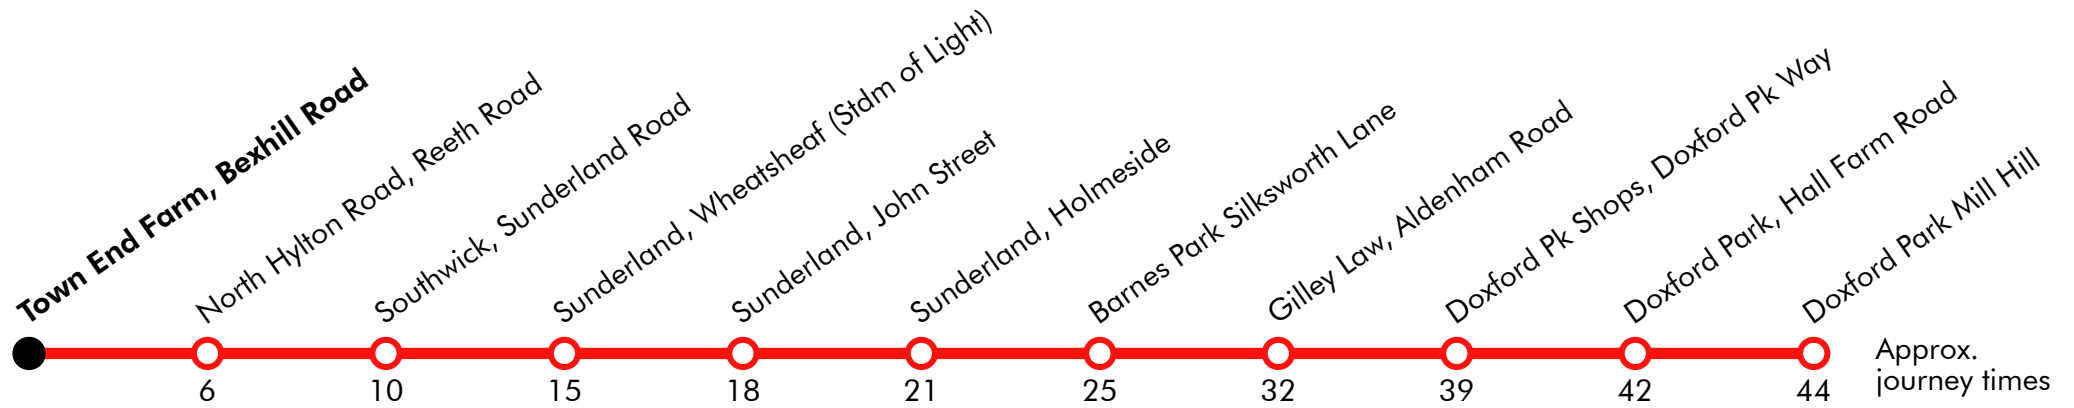 Town End Farm, Bexhill Road
North Hylton Road, Reeth Road
Southwick, Sunderland Road
Sunderland, Wheatsheaf (Stdm of Light)
Sunderland, John Street
Sunderland, Holmeside
Barnes Park Silksworth Lane
Gilley Law, Aldenham Road
Doxford Pk Shops, Doxford Pk Way
Doxford Park, Hall Farm Road
Doxford Park Mill Hill
6 10 15 18 21 25 32 39 42 44
Approx.
journey times